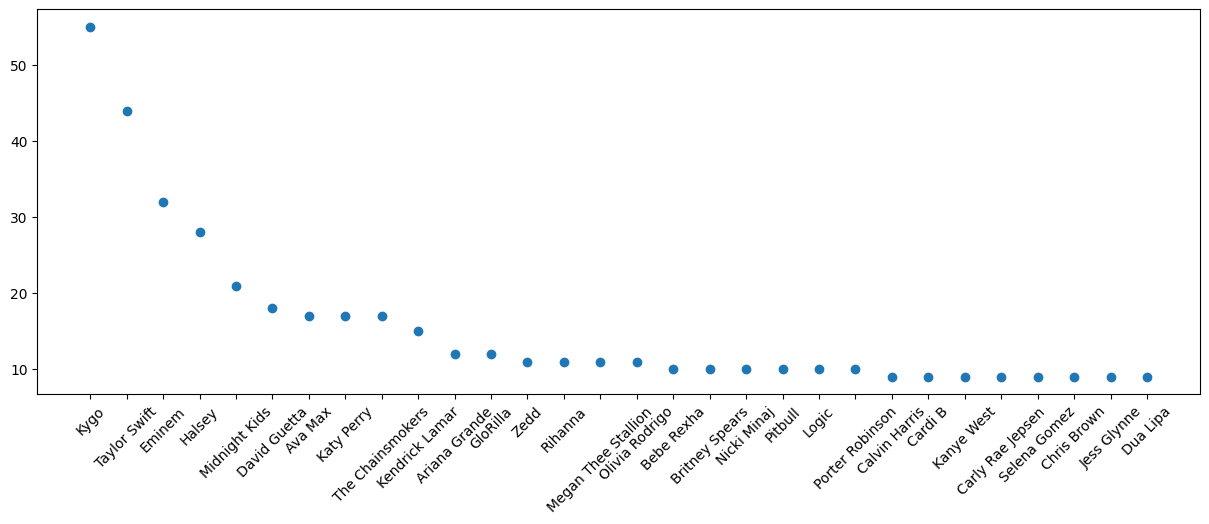 50
40
30
20
10
Kygo
Taylor Swift
Eminem
Halsey
Midnight Kids
David Guetta
Ava Max
Katy Perry
The Chainsmokers
Kendrick Lamar
Ariana Grande
GloRilla
Zedd
Rihanna
Megan Thee Stallion
Olivia Rodrigo
Bebe Rexha
Britney Spears
Nicki Minaj
Pitbull
Logic
Porter Robinson
Calvin Harris
Cardi B
Kanye West
Carly Rae Jepsen
Selena Gomez
Chris Brown
Jess Glynne
Dua Lipa